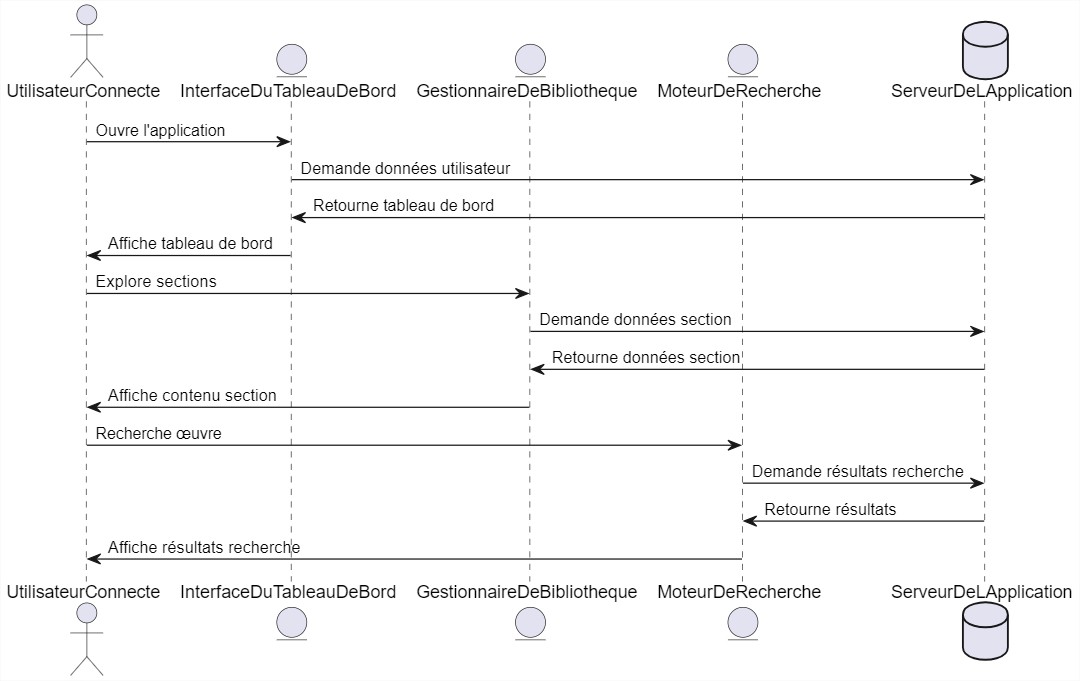 UtilisateurConnecte InterfaceDuTableauDeBord GestionnaireDeBibliotheque MoteurDeRecherche ServeurDeLApplication
Ouvre l'application
Demande données utilisateur
Retourne tableau de bord
Affiche tableau de bord
Explore sections
Demande données section
Retourne données section
Affiche contenu section
Recherche œuvre
Demande résultats recherche
Retourne résultats
Affiche résultats recherche
UtilisateurConnecte InterfaceDuTableauDeBord GestionnaireDeBibliotheque MoteurDeRecherche ServeurDeLApplication